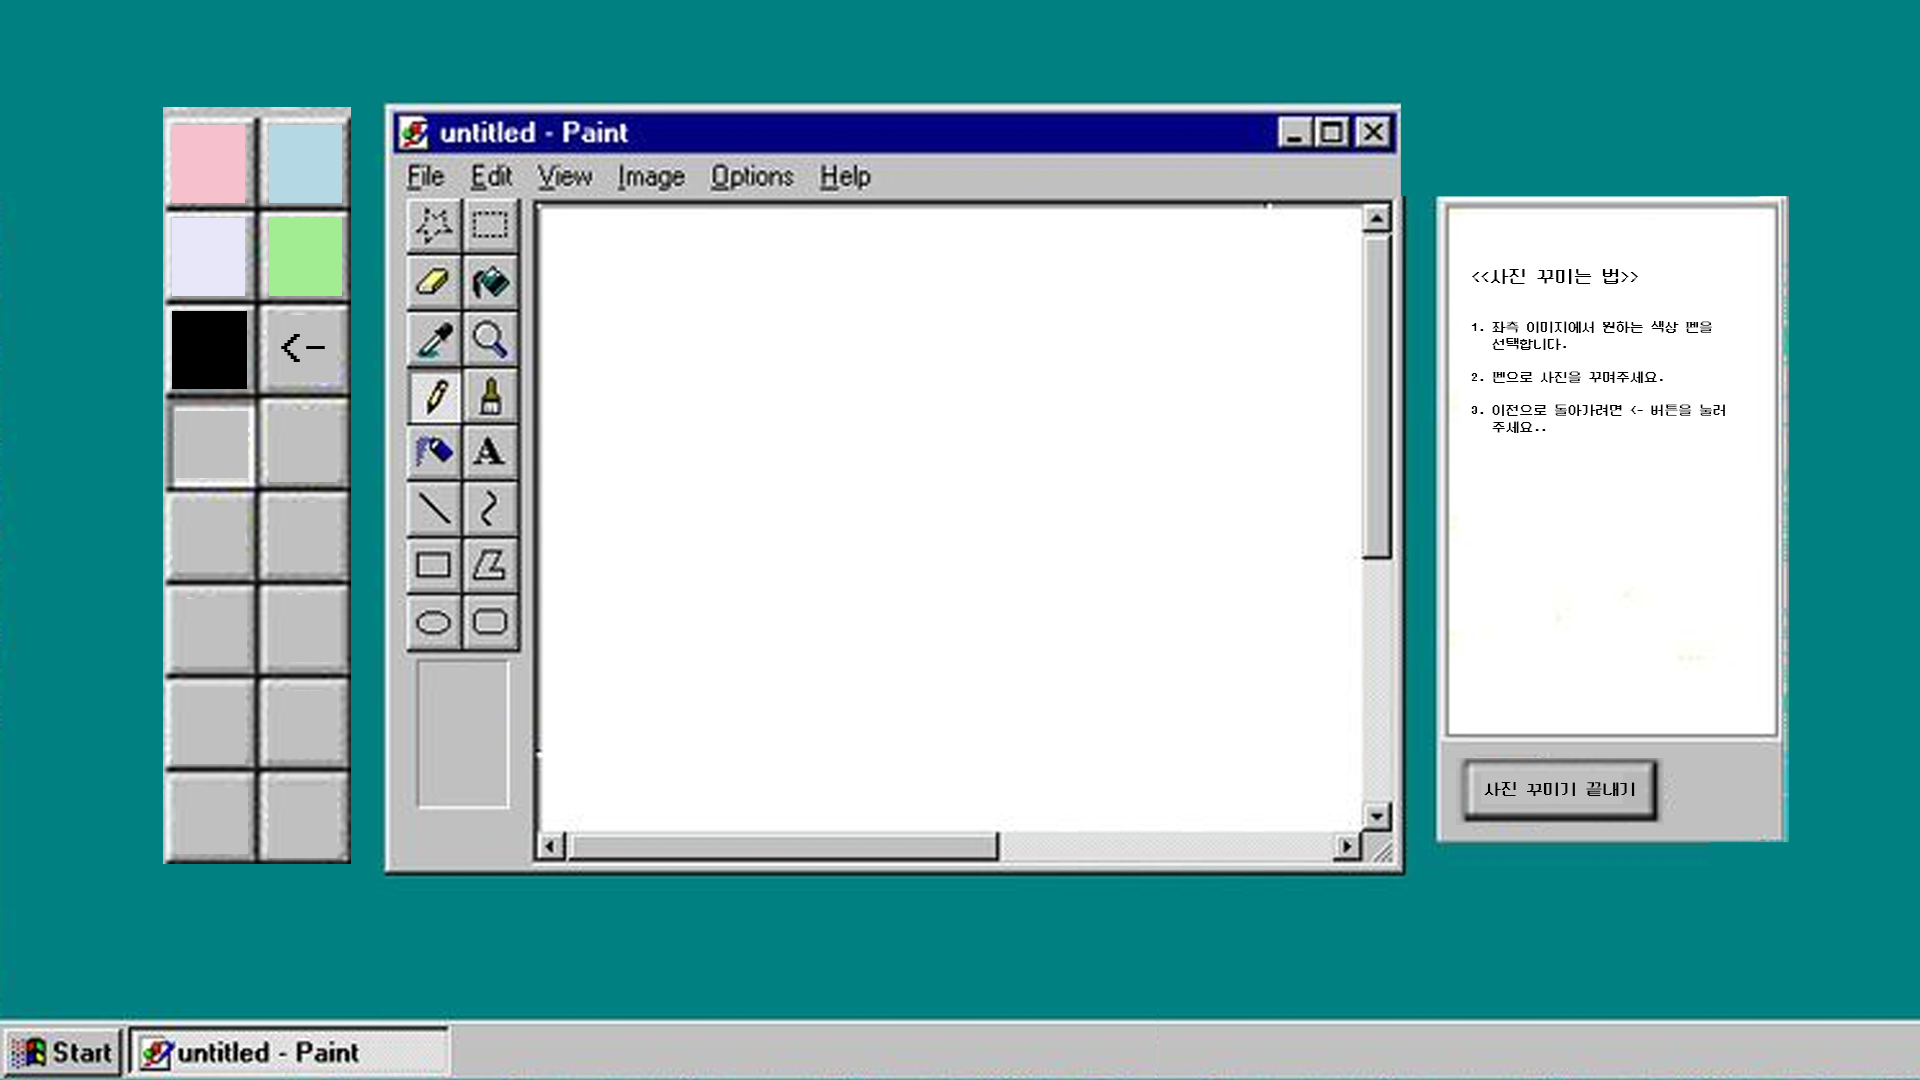 <-
untitled - Paint
File Edit View Image Options Help
A
<<사진 꾸미는 법>>
1. 좌측 이미지에서 원하는 색상 펜을
선택합니다.
2. 펜으로 사진을 꾸며주세요.
3. 이전으로 돌아가려면 <- 버튼을 눌러
주세요..
사진 꾸미기 끝내기
Start
untitled - Paint